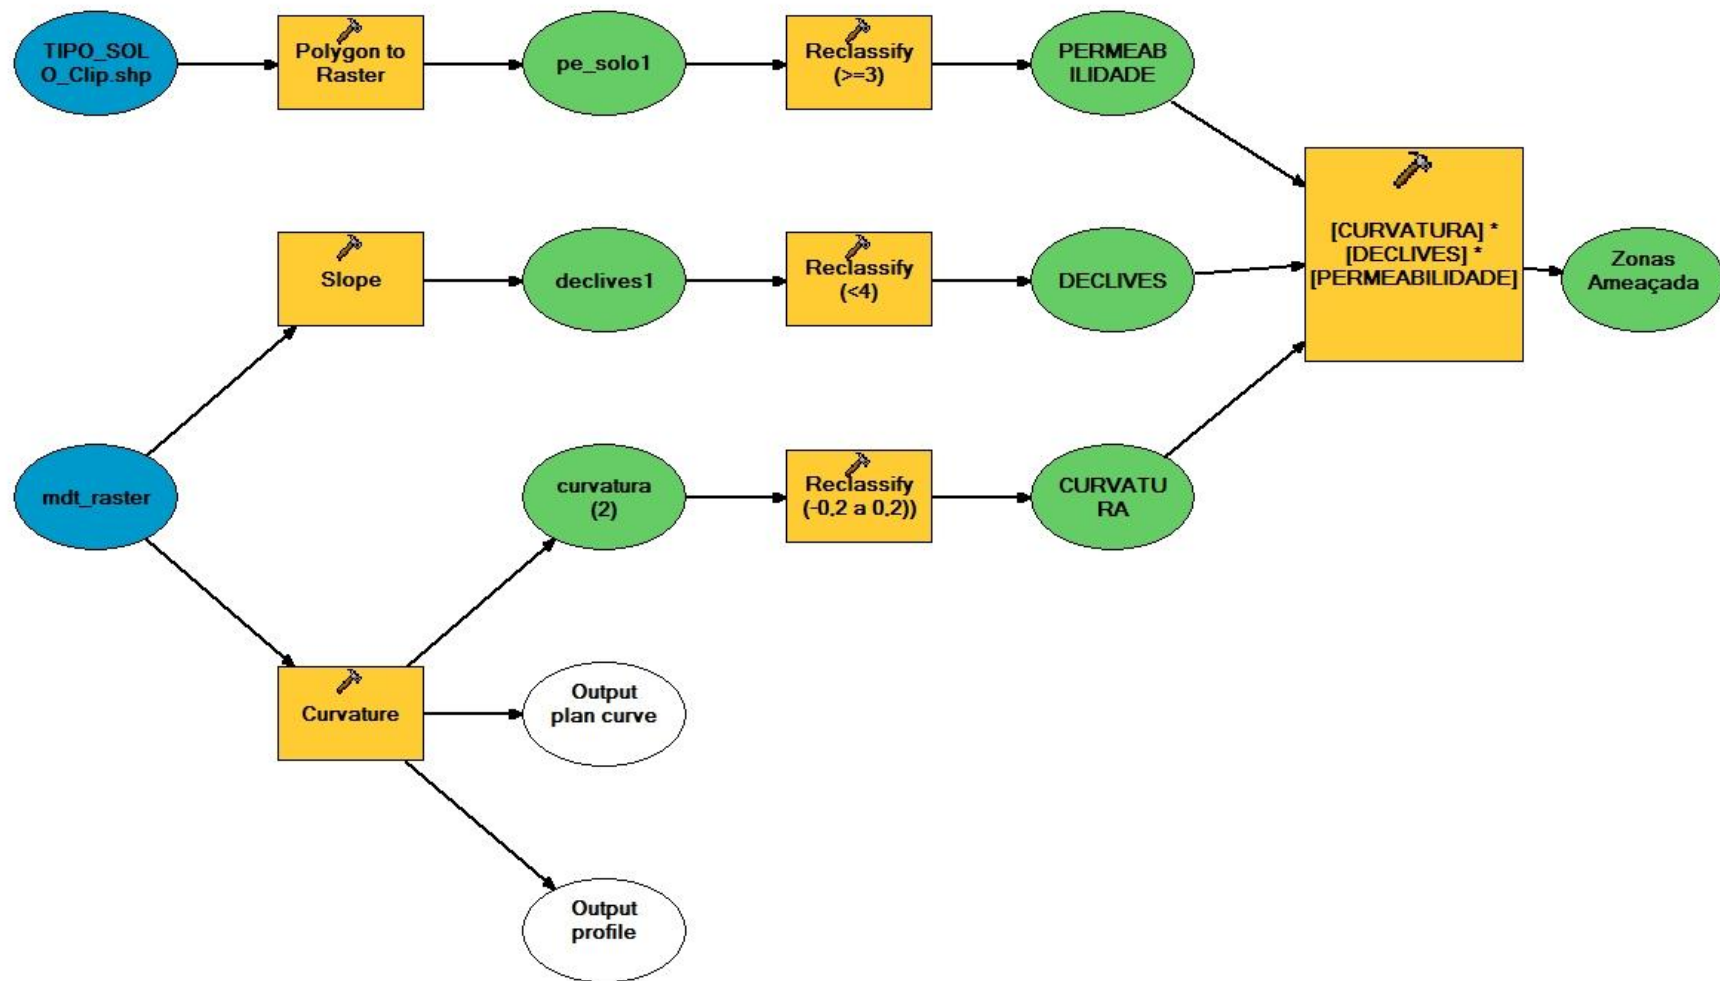 TIPO_SOL
O_Clip.shp
Polygon to
Raster
pe_solo1
Reclassify
(>=3)
PERMEAB
ILIDADE
Slope
declives1
Reclassify
(<4)
DECLIVES
[CURVATURA] *
[DECLIVES] *
[PERMEABILIDADE]
Zonas
Ameaçada
mdt_raster
curvatura
(2)
Reclassify
(-0,2 a 0,2))
CURVATU
RA
Curvature
Output
plan curve
Output
profile